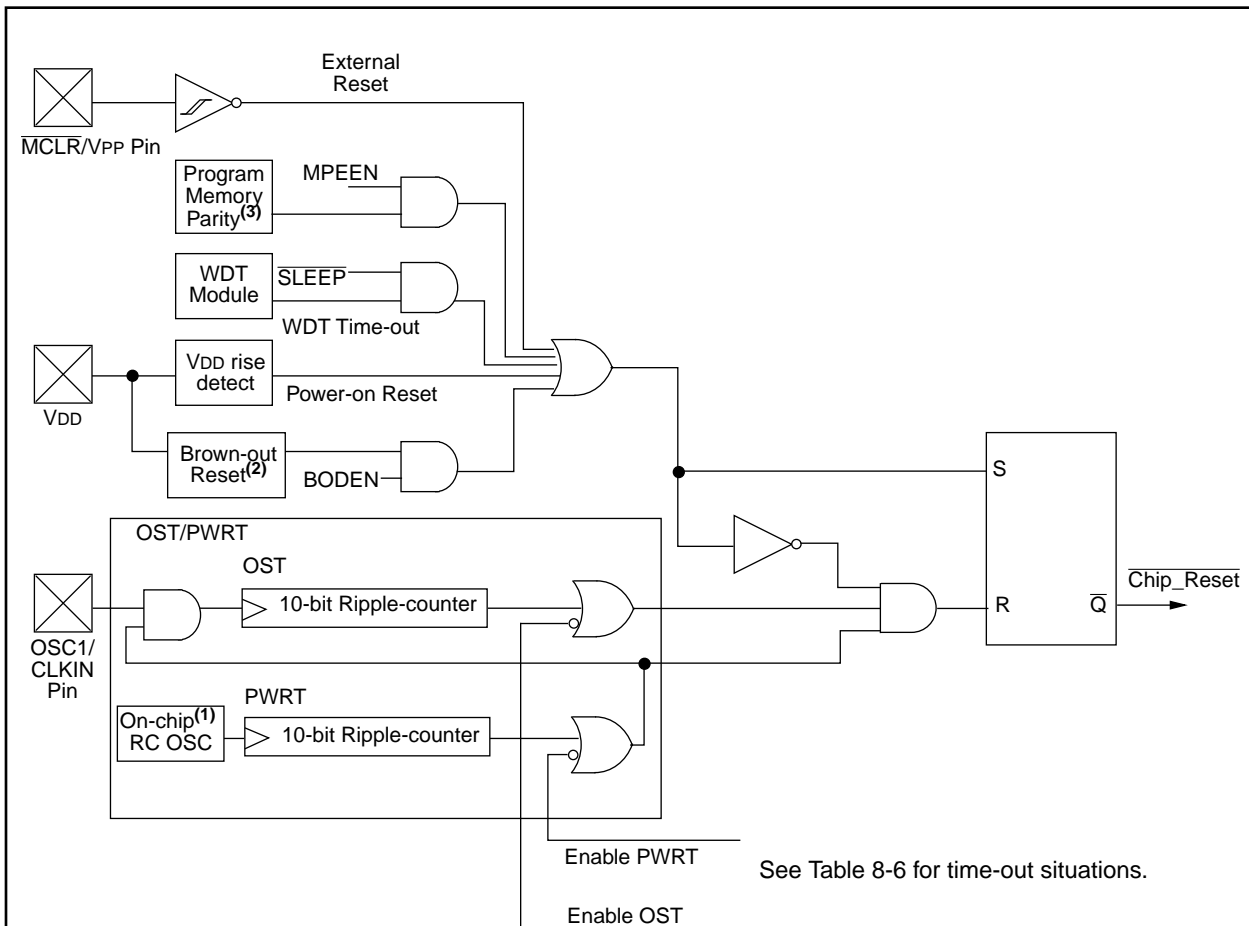 External
Reset
MCLR/VPP Pin
MPEEN
Program
Memory
Parity(3)
SLEEP
WDT
Module
WDT Time-out
VDD rise
detect
Power-on Reset
VDD
Brown-out
Reset(2)
BODEN
OST/PWRT
OST
10-bit Ripple-counter
OSC1/
CLKIN
Pin
PWRT
On-chip(1)
RC OSC
10-bit Ripple-counter
S
R
Q
Chip_Reset
Enable PWRT
See Table 8-6 for time-out situations.
Enable OST